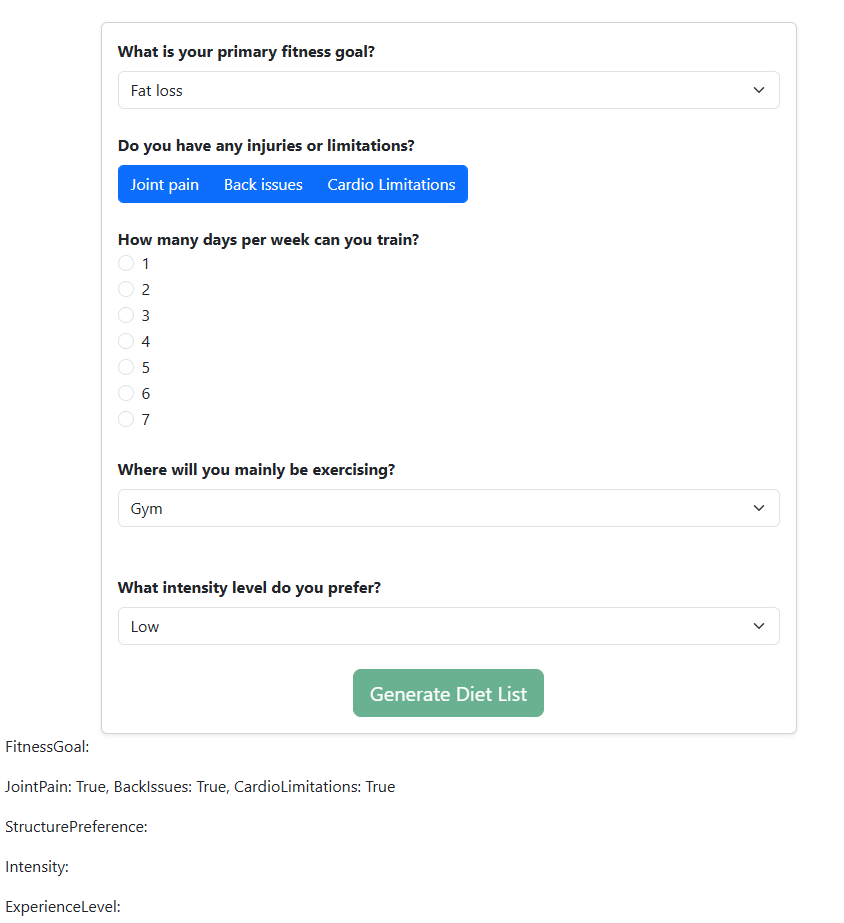 What is your primary fitness goal?
Fat loss
Do you have any injuries or limitations?
Joint pain Back issues Cardio Limitations
How many days per week can you train?
1
2
3
4
5
6
7
Where will you mainly be exercising?
Gym
What intensity level do you prefer?
Low
Generate Diet List
FitnessGoal:
JointPain: True, BackIssues: True, CardioLimitations: True
StructurePreference:
Intensity:
ExperienceLevel: